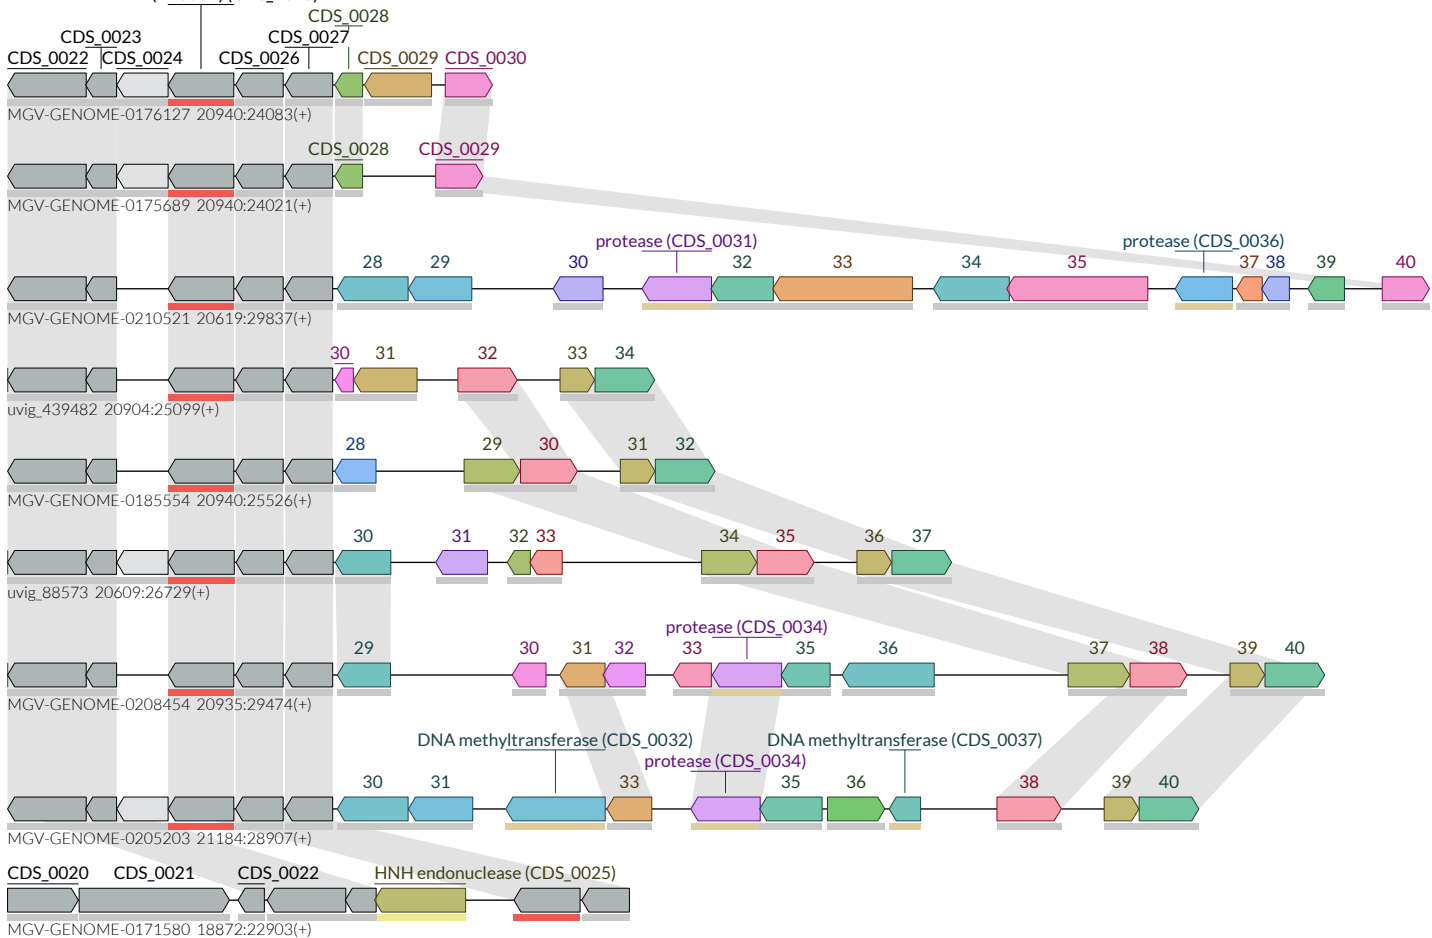 CDS_0028
CDS_0023 CDS_0027
CDS_0022 CDS_0024 CDS_0026 CDS_0029 CDS_0030
MGV-GENOME-0176127 20940:24083(+)
CDS_0028 CDS_0029
MGV-GENOME-0175689 20940:24021(+)
protease (CDS_0031) protease (CDS_0036)
28 29 30 32 33 34 35 37 38 39 40
MGV-GENOME-0210521 20619:29837(+)
30 31 32 33 34
uvig_439482 20904:25099(+)
28 29 30 31 32
MGV-GENOME-0185554 20940:25526(+)
30 31 32 33 34 35 36 37
uvig_88573 20609:26729(+)
protease (CDS_0034)
29 30 31 32 33 35 36 37 38 39 40
MGV-GENOME-0208454 20935:29474(+)
DNA methyltransferase (CDS_0032) DNA methyltransferase (CDS_0037)
protease (CDS_0034)
30 31 33 35 36 38 39 40
MGV-GENOME-0205203 21184:28907(+)
CDS_0020 CDS_0021 CDS_0022 HNH endonuclease (CDS_0025)
MGV-GENOME-0171580 18872:22903(+)